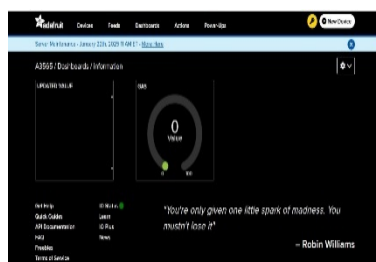 adafruit Devices Feeds Dashboards Actions Power-Ups New Device
Server Maintenance - January 22th, 2025 9 AM ET - More Here.
A3565 / Dashboards / Information
UPDATED VALUE
GAS
0
Value
0 100
Get Help IO Status
Quick Guides Learn
API Documentation IO Plus
FAQ News
Feedback
Terms of Service
"You're only given one little spark of madness. You
mustn't lose it"
– Robin Williams